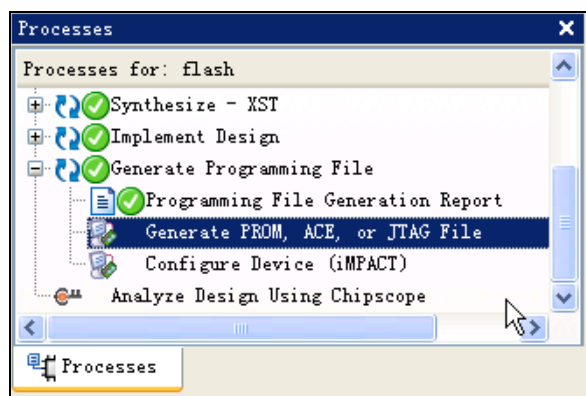 Processes
Processes for: flash
Synthesize - XST
Implement Design
Generate Programming File
Programming File Generation Report
Generate PROM, ACE, or JTAG File
Configure Device (iMPACT)
Analyze Design Using Chipscope
Processes